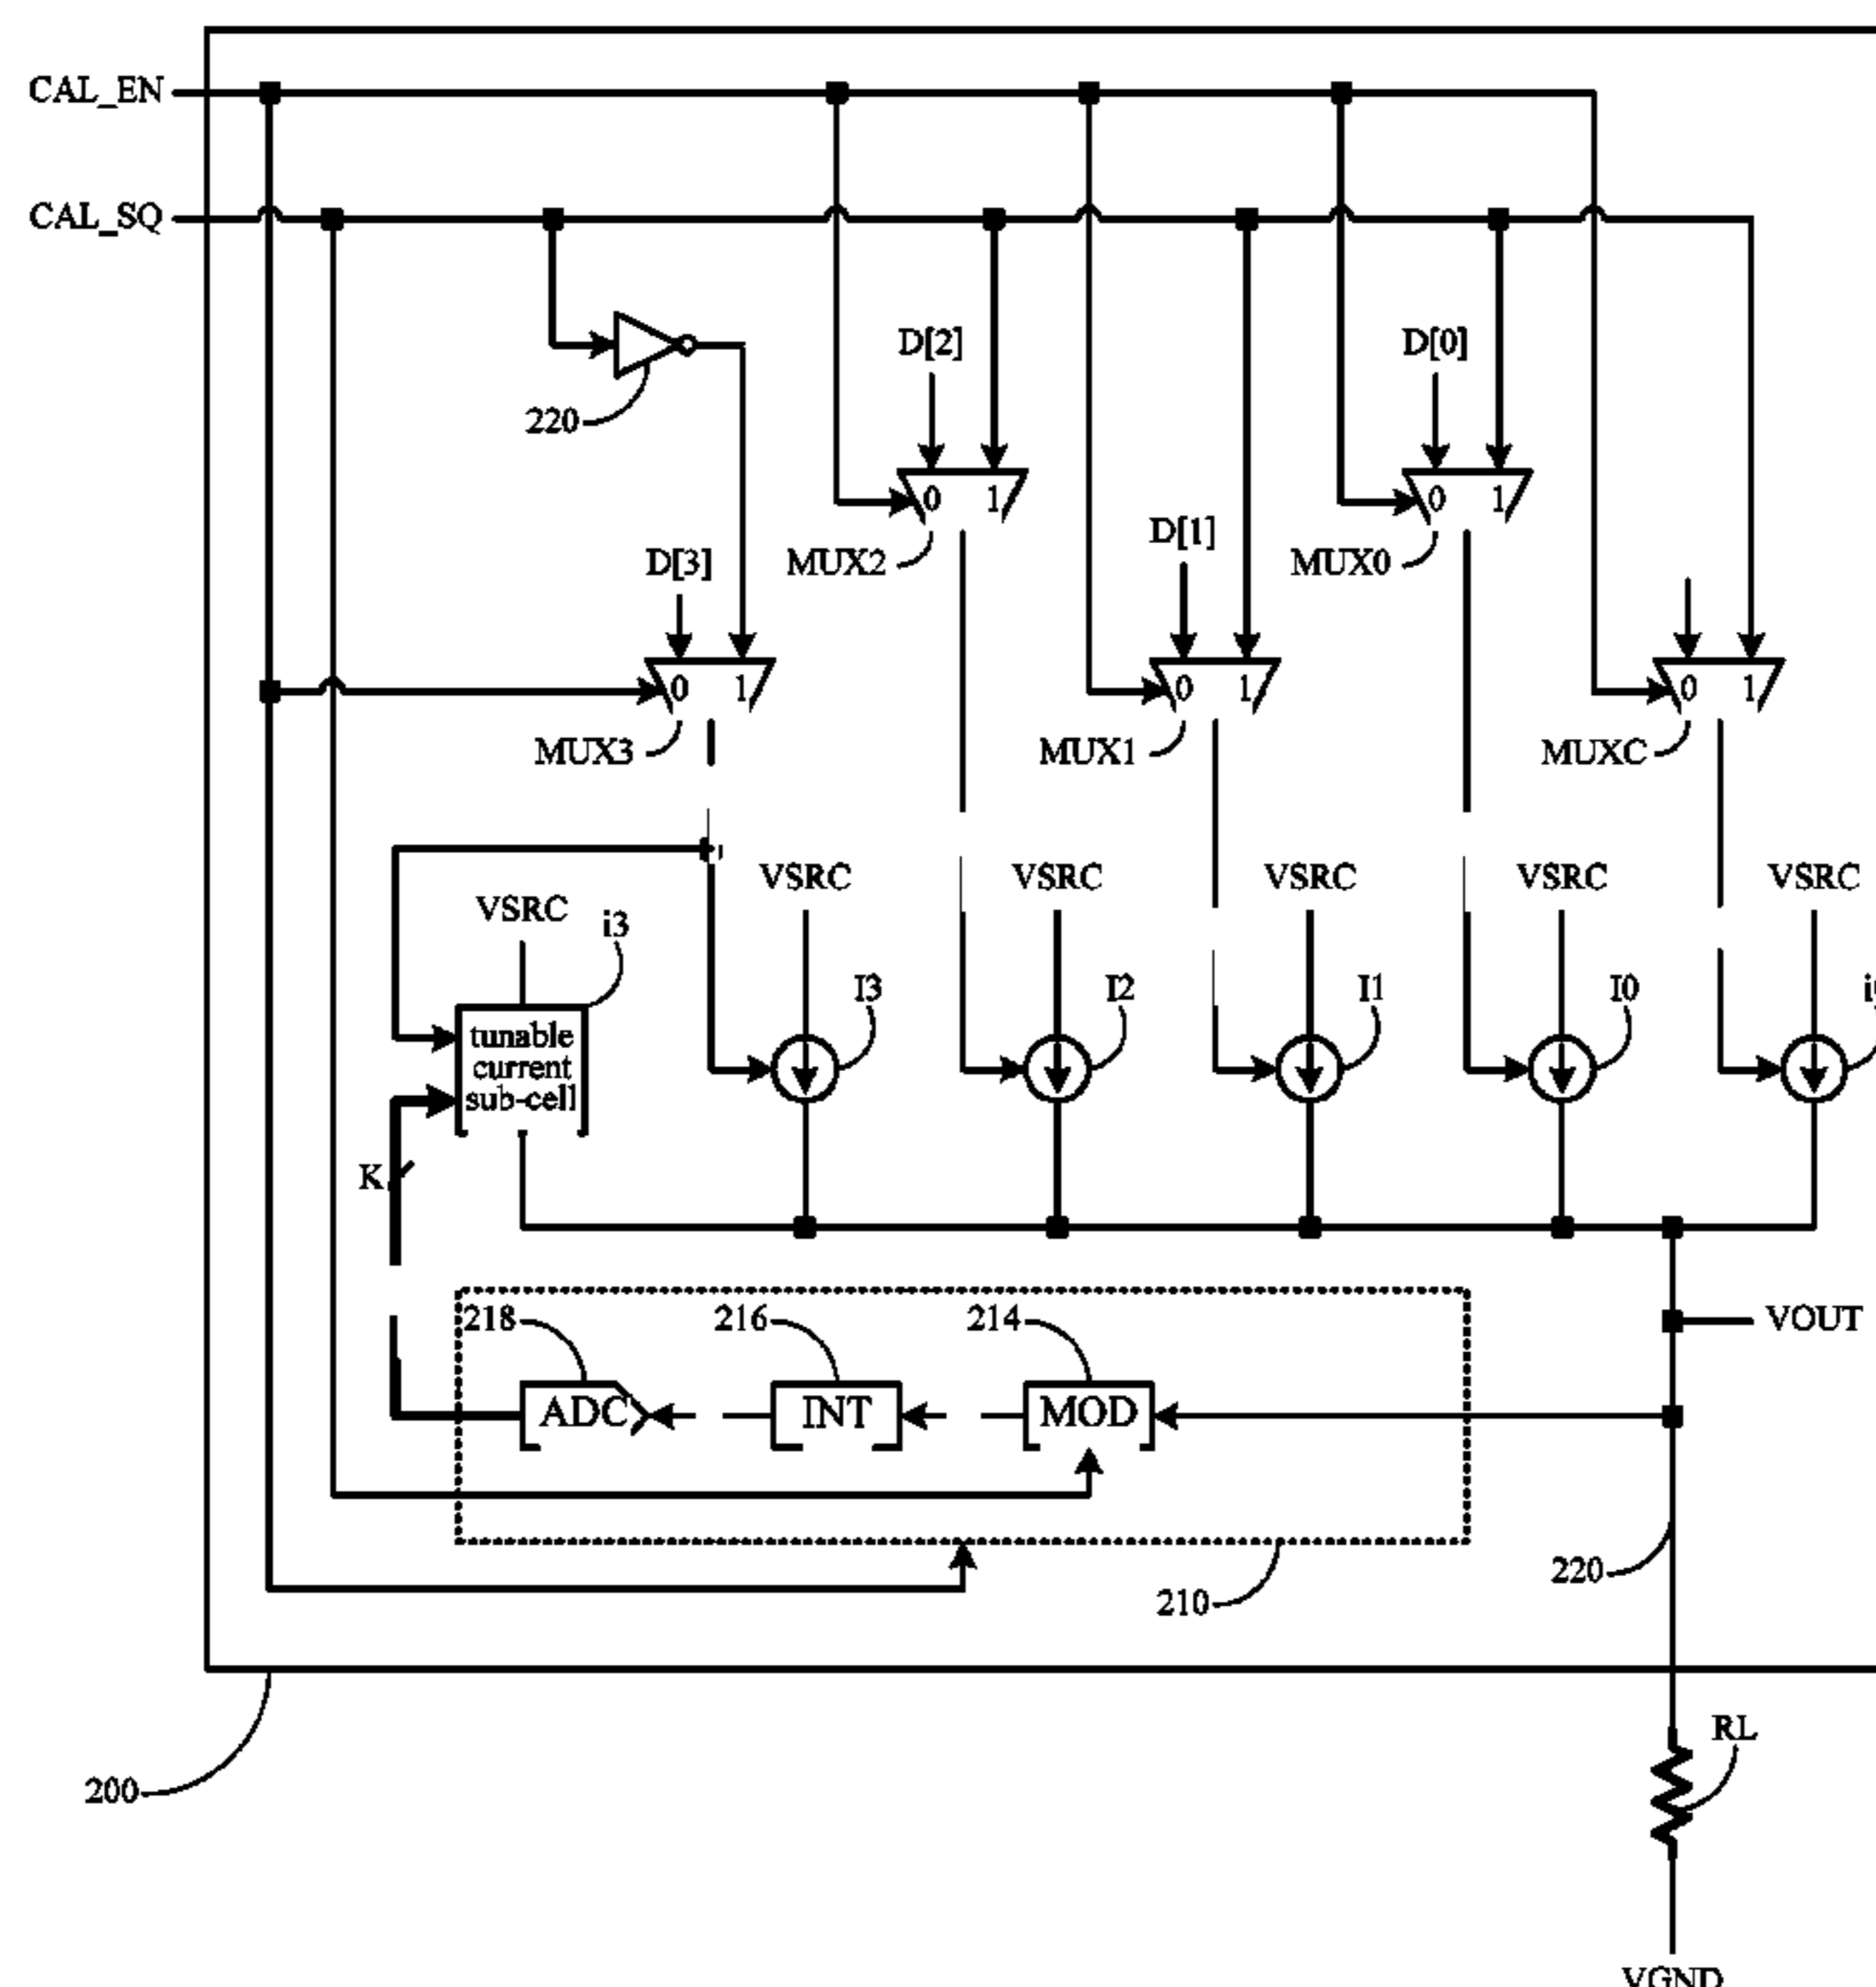 CAL_EN
CAL_SQ
D[2]
D[0]
220
0 1
0 1
D[1]
D[3]
MUX2
MUX0
0 1
0 1
0 1
MUX3
MUX1
MUXC
VSRC
VSRC
VSRC
VSRC
VSRC
VSRC
i3
I3
I2
I1
I0
tunable
current
sub-cell
K
218
216
214
VOUT
ADC
INT
MOD
220
210
RL
200
VGND